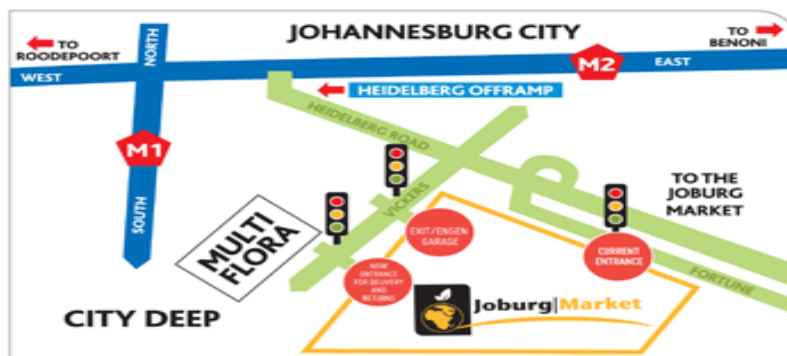 JOHANNESBURG CITY
TO
ROODEPOORT
NORTH
TO
BENONI
WEST
M2
EAST
HEIDELBERG OFFRAMP
HEIDELBERG ROAD
M1
SOUTH
VICKERS
TO THE
JOBURG
MARKET
MULTI
FLORA
EXIT/ENGEN
GARAGE
CURRENT
ENTRANCE
NEW
ENTRANCE
FOR DELIVERY
AND
RETURNS
FORTUNE
Joburg|Market
CITY DEEP